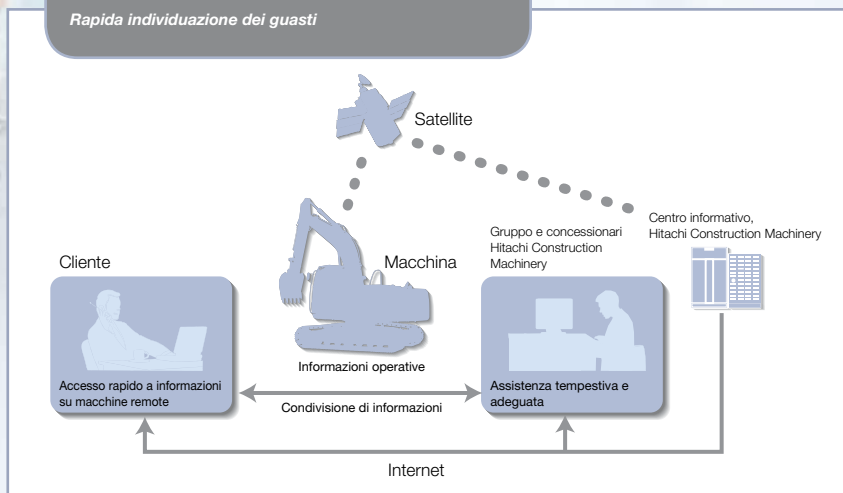 Rapida individuazione dei guasti
Satellite
Centro informativo,
Hitachi Construction Machinery
Gruppo e concessionari
Hitachi Construction
Machinery
Cliente
Macchina
Informazioni operative
Accesso rapido a informazioni
su macchine remote
Assistenza tempestiva e
adeguata
Condivisione di informazioni
Internet